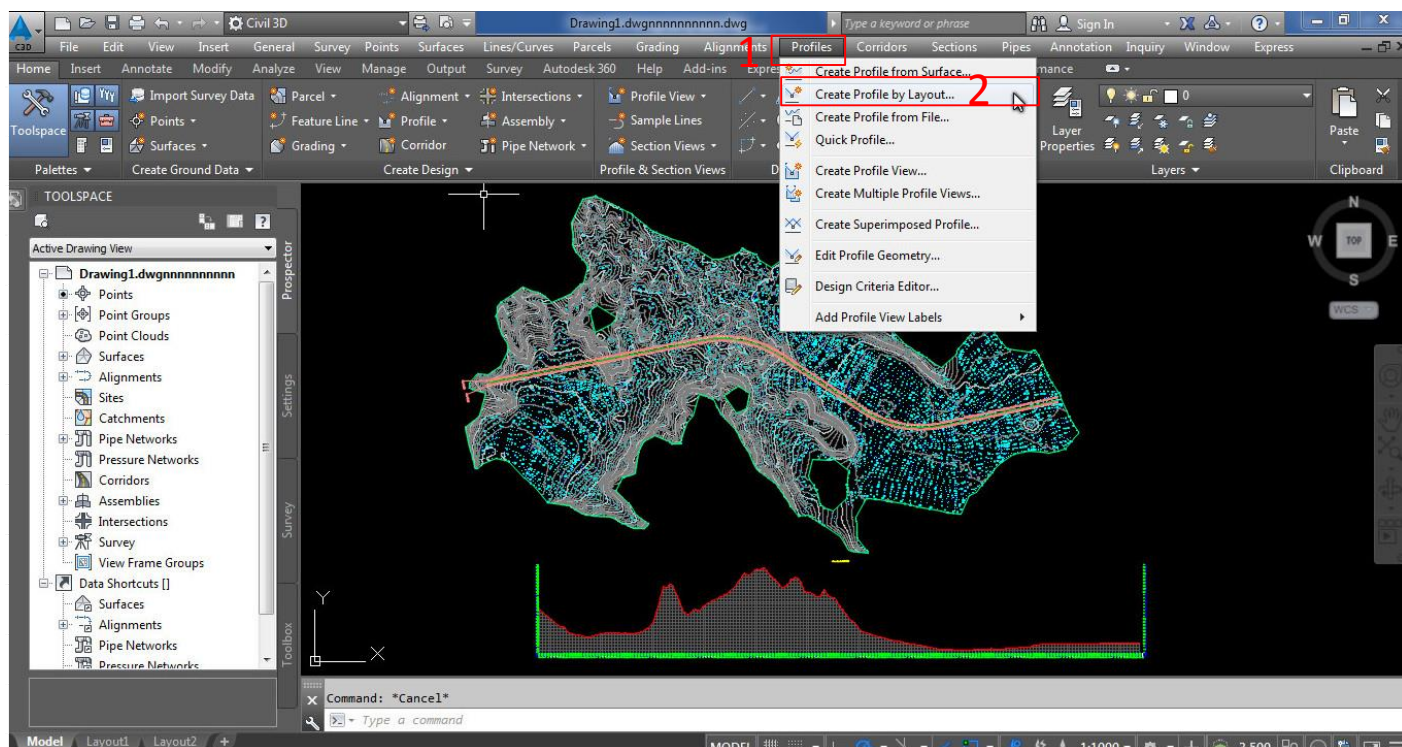 Civil 3D Drawing1.dwgnnnnnnnnnn.dwg Type a keyword or phrase Sign In
C3D File Edit View Insert General Survey Points Surfaces Lines/Curves Parcels Grading Alignments Profiles Corridors Sections Pipes Annotation Inquiry Window Express
1
Home Insert Annotate Modify Analyze View Manage Output Survey Autodesk 360 Help Add-ins
Create Profile from Surface...
Create Profile by Layout...
2
Create Profile from File...
Quick Profile...
Create Profile View...
Create Multiple Profile Views...
Create Superimposed Profile...
Edit Profile Geometry...
Design Criteria Editor...
Add Profile View Labels
Toolspace
Import Survey Data
Points
Surfaces
Parcel
Feature Line
Grading
Alignment
Profile
Corridor
Intersections
Assembly
Pipe Network
Profile View
Sample Lines
Section Views
Layer
Properties
0
Paste
Palettes Create Ground Data Create Design Profile & Section Views Layers Clipboard
TOOLSPACE
Active Drawing View
Drawing1.dwgnnnnnnnnnn
Points
Point Groups
Point Clouds
Surfaces
Alignments
Sites
Catchments
Pipe Networks
Pressure Networks
Corridors
Assemblies
Intersections
Survey
View Frame Groups
Data Shortcuts []
Surfaces
Alignments
Pipe Networks
Pressure Networks
Prospector
Settings
Survey
Toolbox
N
W TOP E
S
WCS
Y
X
Command: *Cancel*
Type a command
Model Layout1 Layout2 +
MODEL 1:1000 3.500